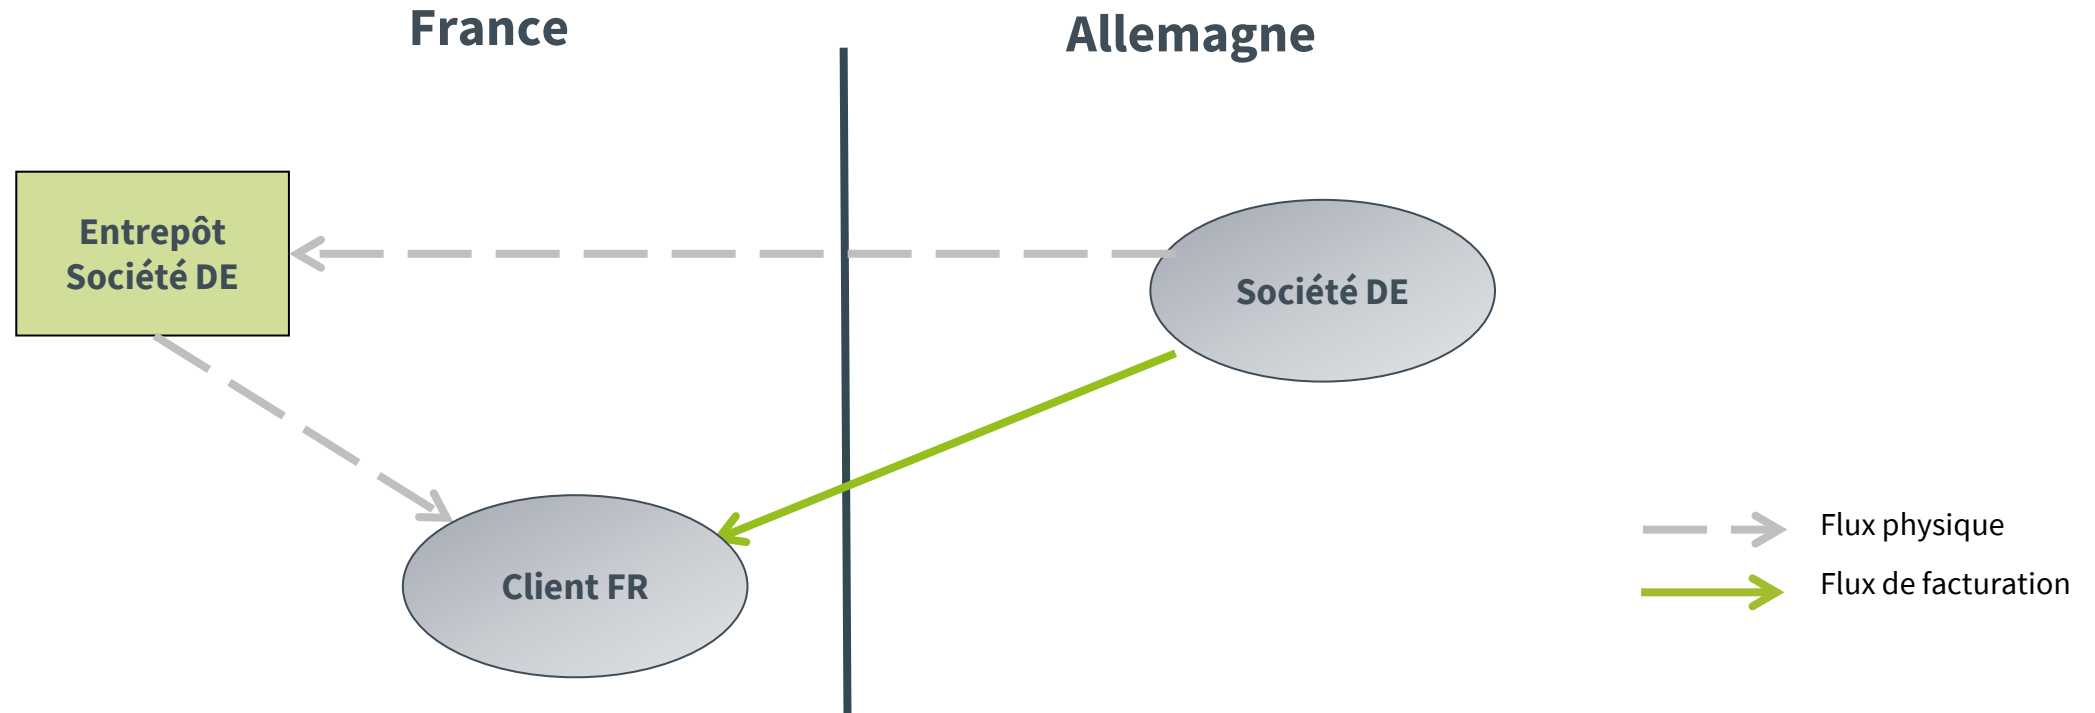 France
Allemagne
Entrepôt
Société DE
Société DE
Client FR
Flux physique
Flux de facturation